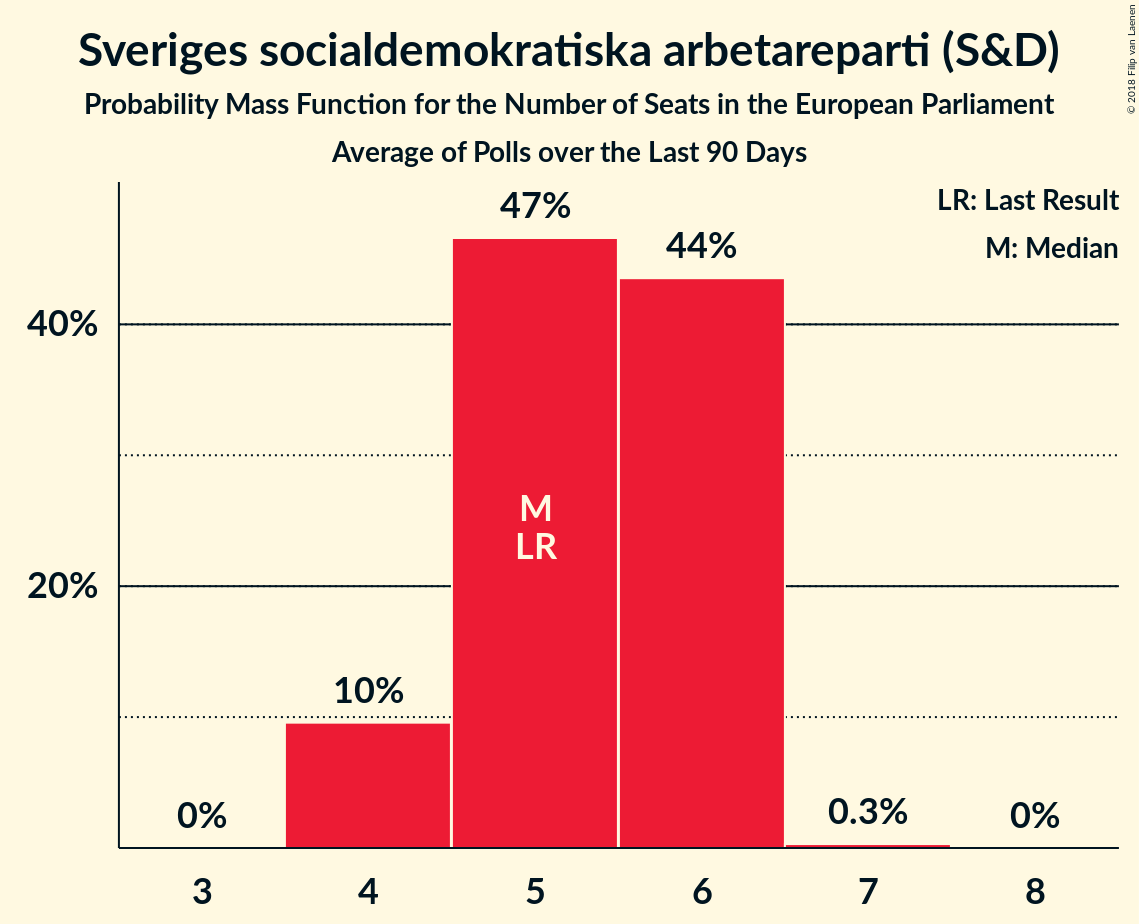 Sveriges socialdemokratiska arbetareparti (S&D)
Probability Mass Function for the Number of Seats in the European Parliament
Average of Polls over the Last 90 Days
© 2018 Filip van Laenen
LR: Last Result
M: Median
47%
44%
40%
M
LR
20%
10%
0%
0.3%
0%
3 4 5 6 7 8